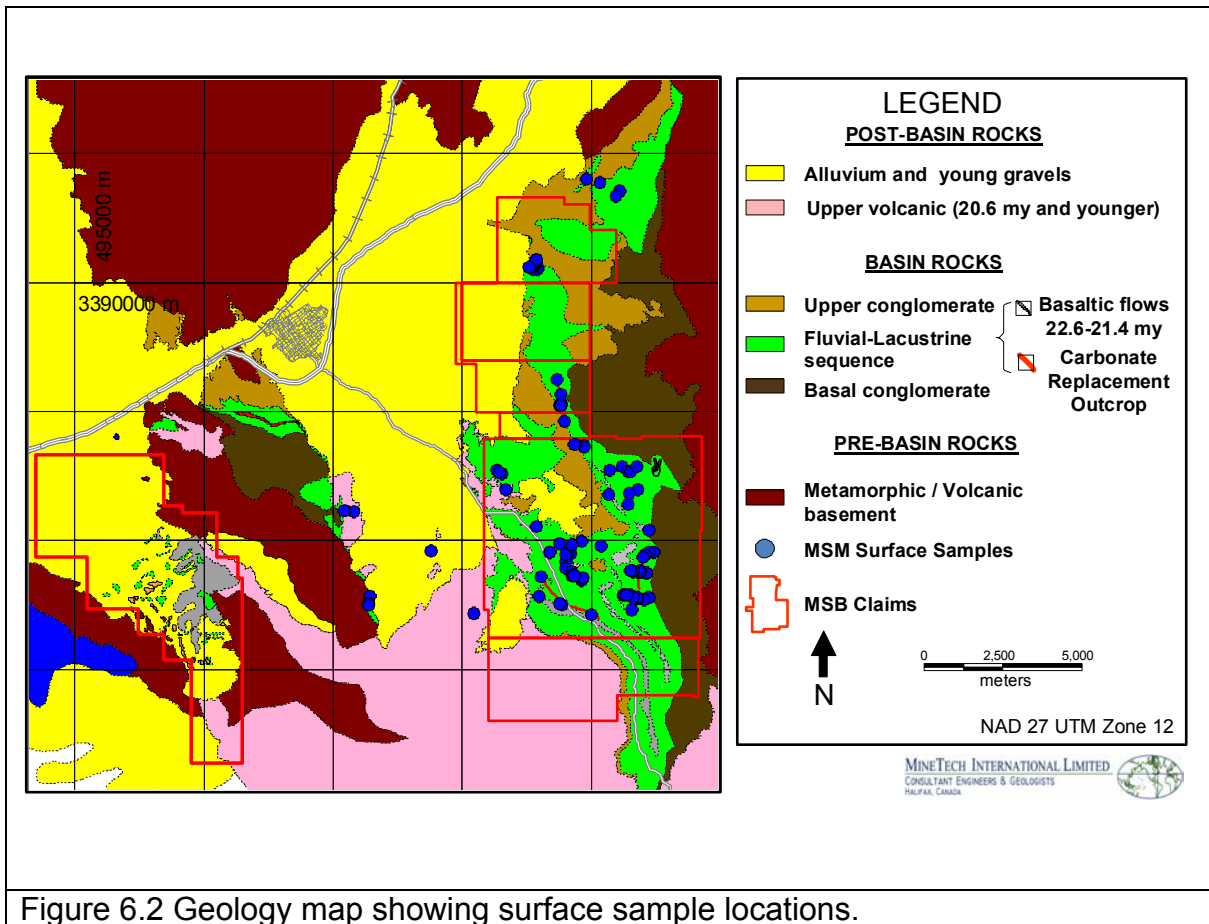 495000 m
3390000 m
LEGEND
POST-BASIN ROCKS
Alluvium and young gravels
Upper volcanic (20.6 my and younger)
BASIN ROCKS
Upper conglomerate
Fluvial-Lacustrine
sequence
Basal conglomerate
Basaltic flows
22.6-21.4 my
Carbonate
Replacement
Outcrop
PRE-BASIN ROCKS
Metamorphic / Volcanic
basement
MSM Surface Samples
MSB Claims
N
0 2,500 5,000
meters
NAD 27 UTM Zone 12
MINETECH INTERNATIONAL LIMITED
CONSULTANT ENGINEERS & GEOLOGISTS
HALIFAX, CANADA
Figure 6.2 Geology map showing surface sample locations.